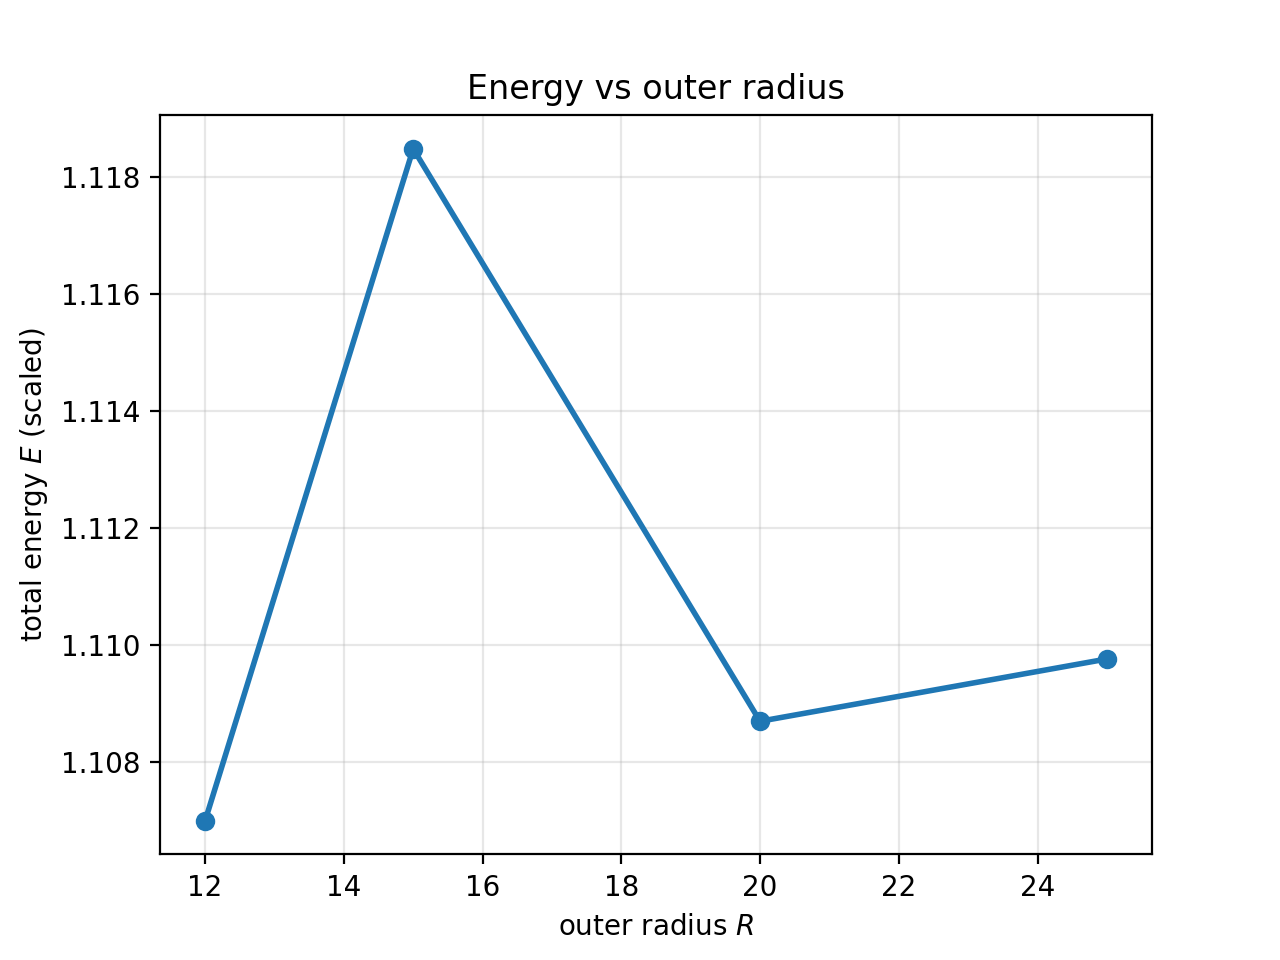 Energy vs outer radius
1.118
1.116
1.114
1.112
1.110
1.108
total energy E (scaled)
12 14 16 18 20 22 24
outer radius R